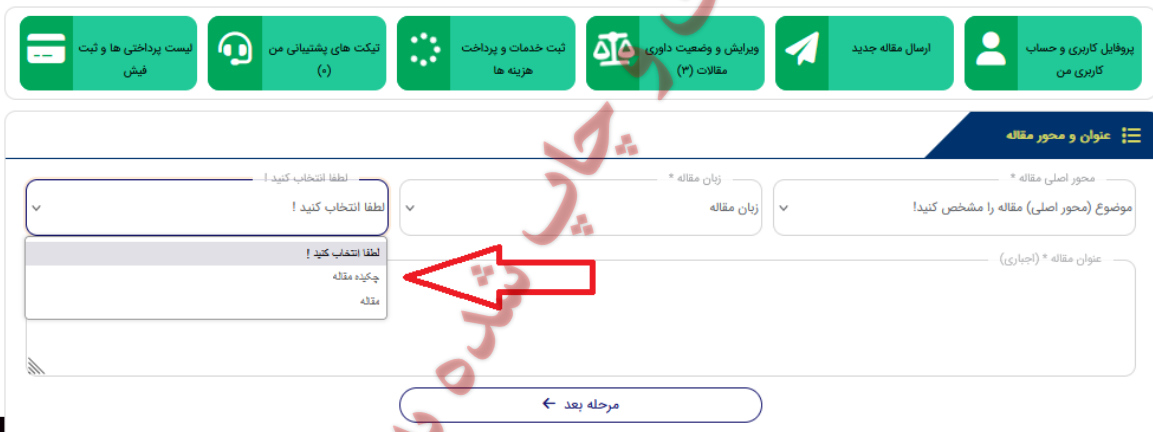 پروفایل کاربری و حساب
کاربری من
ارسال مقاله جدید
ویرایش و وضعیت داوری
مقالات (۳)
ثبت خدمات و پرداخت
هزینه ها
تیکت های پشتیبانی من
(۰)
لیست پرداختی ها و ثبت
فیش
عنوان و محور مقاله
محور اصلی مقاله *
موضوع (محور اصلی) مقاله را مشخص کنید!
زبان مقاله *
زبان مقاله
لطفا انتخاب کنید !
لطفا انتخاب کنید !
لطفا انتخاب کنید !
چکیده مقاله
مقاله
عنوان مقاله * (اجباری)
مرحله بعد ←
چاپ شده